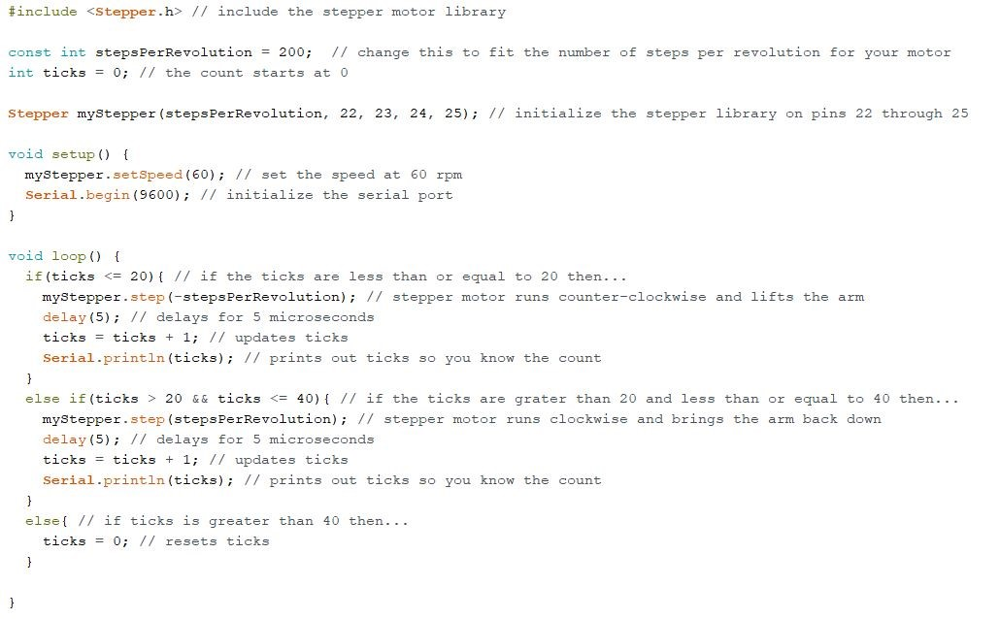 #include <Stepper.h> // include the stepper motor library
const int stepsPerRevolution = 200;  // change this to fit the number of steps per revolution for your motor
int ticks = 0; // the count starts at 0
Stepper myStepper(stepsPerRevolution, 22, 23, 24, 25); // initialize the stepper library on pins 22 through 25
void setup() {
  myStepper.setSpeed(60); // set the speed at 60 rpm
  Serial.begin(9600); // initialize the serial port
}
void loop() {
  if(ticks <= 20){ // if the ticks are less than or equal to 20 then...
    myStepper.step(-stepsPerRevolution); // stepper motor runs counter-clockwise and lifts the arm
    delay(5); // delays for 5 microseconds
    ticks = ticks + 1; // updates ticks
    Serial.println(ticks); // prints out ticks so you know the count
  }
  else if(ticks > 20 && ticks <= 40){ // if the ticks are grater than 20 and less than or equal to 40 then...
    myStepper.step(stepsPerRevolution); // stepper motor runs clockwise and brings the arm back down
    delay(5); // delays for 5 microseconds
    ticks = ticks + 1; // updates ticks
    Serial.println(ticks); // prints out ticks so you know the count
  }
  else{ // if ticks is greater than 40 then...
    ticks = 0; // resets ticks
  }
}